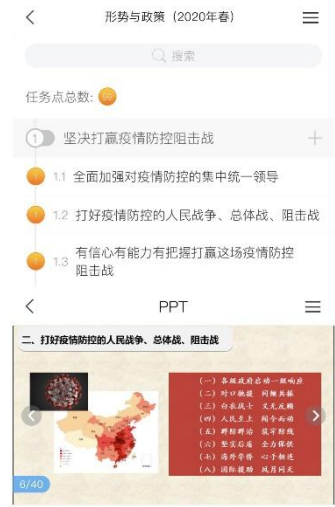 形势与政策（2020年春）
搜索
任务点总数:
1 坚决打赢疫情防控阻击战
1.1 全面加强对疫情防控的集中统一领导
1.2 打好疫情防控的人民战争、总体战、阻击战
1.3 有信心有能力有把握打赢这场疫情防控
阻击战
PPT
二、打好疫情防控的人民战争、总体战、阻击战
（一）各级政府启动一级响应
（二）对口驰援 同频共振
（三）白衣战士 义无反顾
（四）人民至上 闻令而动
（五）群防群治 筑牢防线
（六）坚实后盾 全力保供
（七）海外学侨 心手相连
（八）国际援助 风月同天
6/40